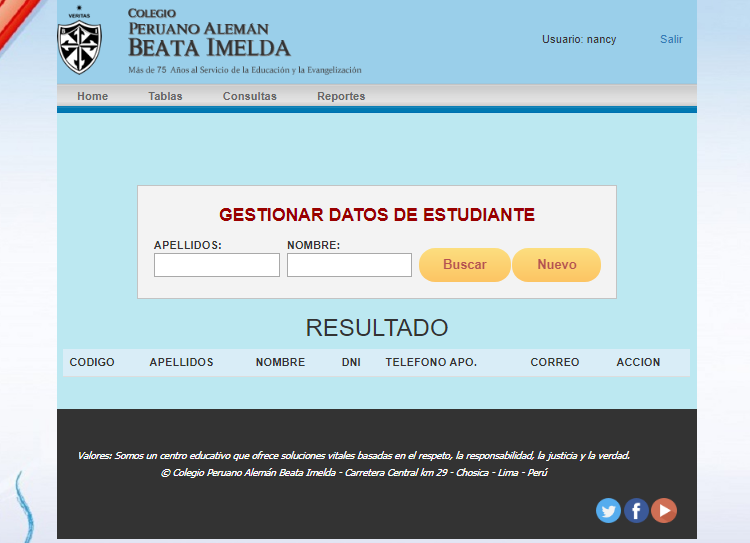 VERITAS
COLEGIO
PERUANO ALEMÁN
BEATA IMELDA
Más de 75 Años al Servicio de la Educación y la Evangelización
Usuario: nancy
Salir
Home Tablas Consultas Reportes
GESTIONAR DATOS DE ESTUDIANTE
APELLIDOS: NOMBRE:
Buscar Nuevo
RESULTADO
CODIGO APELLIDOS NOMBRE DNI TELEFONO APO. CORREO ACCION
Valores: Somos un centro educativo que ofrece soluciones vitales basadas en el respeto, la responsabilidad, la justicia y la verdad.
© Colegio Peruano Alemán Beata Imelda - Carretera Central km 29 - Chosica - Lima - Perú